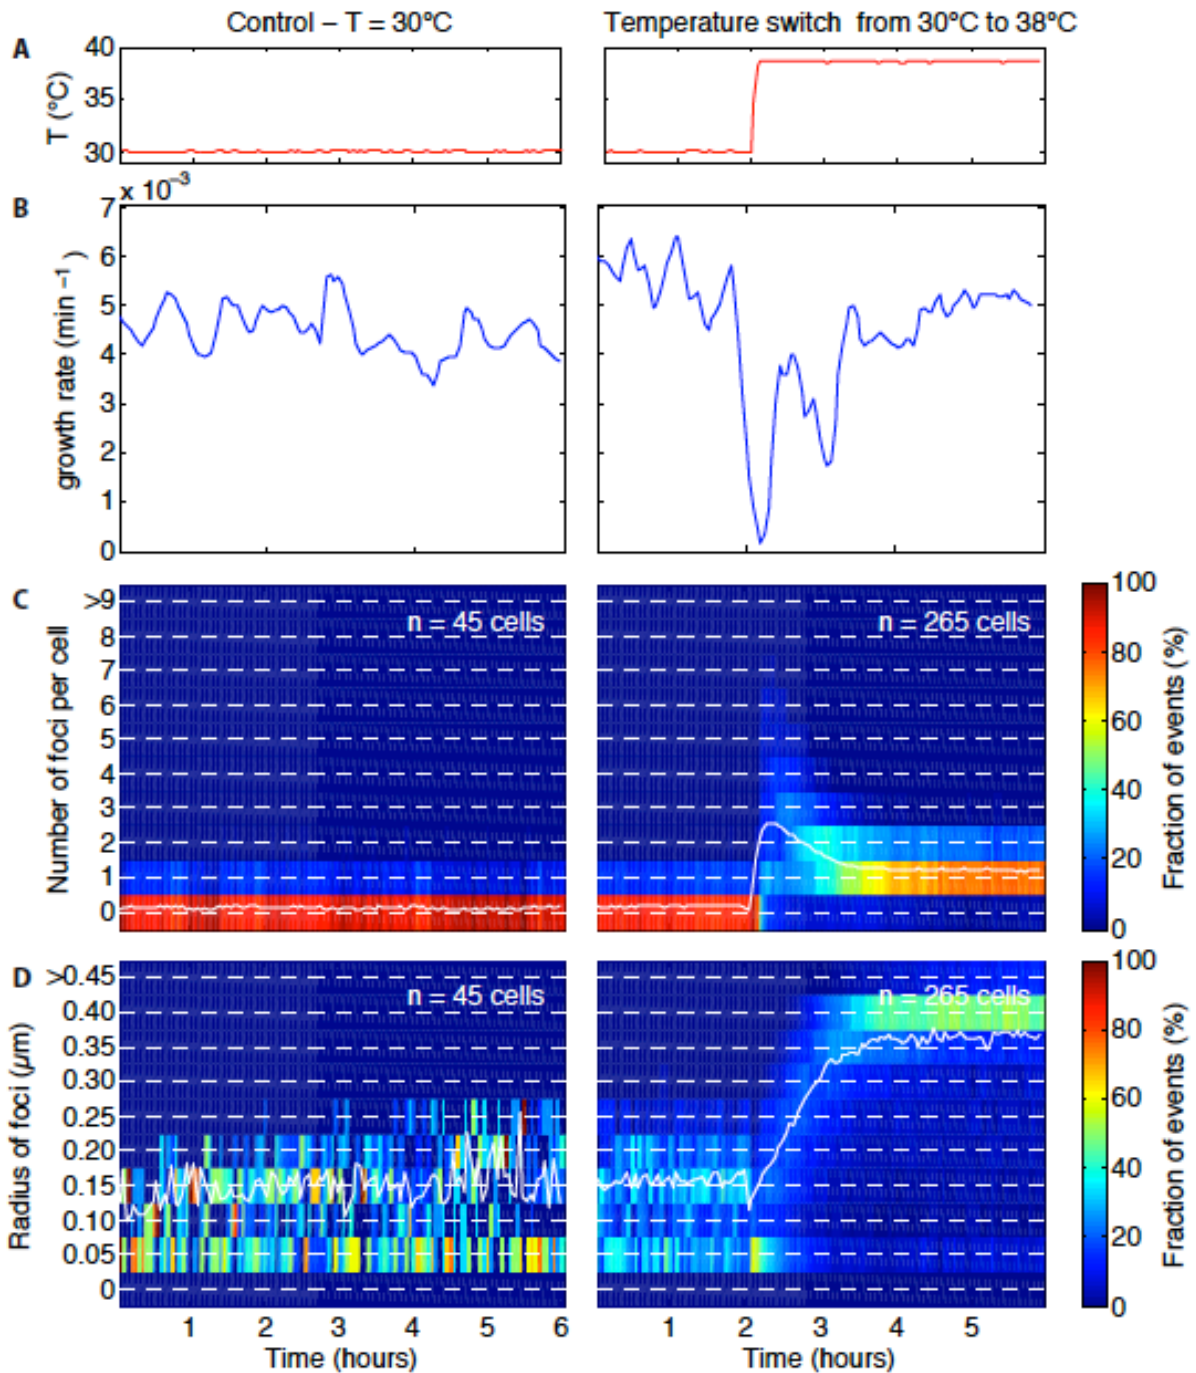 Control – T = 30°C
Temperature switch from 30°C to 38°C
A
T (°C)
40
35
30
B
x 10⁻³
growth rate (min ⁻¹)
7
6
5
4
3
2
1
0
C
Number of foci per cell
>9
8
7
6
5
4
3
2
1
0
n = 45 cells
n = 265 cells
100
80
60
40
20
0
Fraction of events (%)
D
Radius of foci (µm)
>0.45
0.40
0.35
0.30
0.25
0.20
0.15
0.10
0.05
0
n = 45 cells
n = 265 cells
100
80
60
40
20
0
Fraction of events (%)
1 2 3 4 5 6
Time (hours)
1 2 3 4 5
Time (hours)